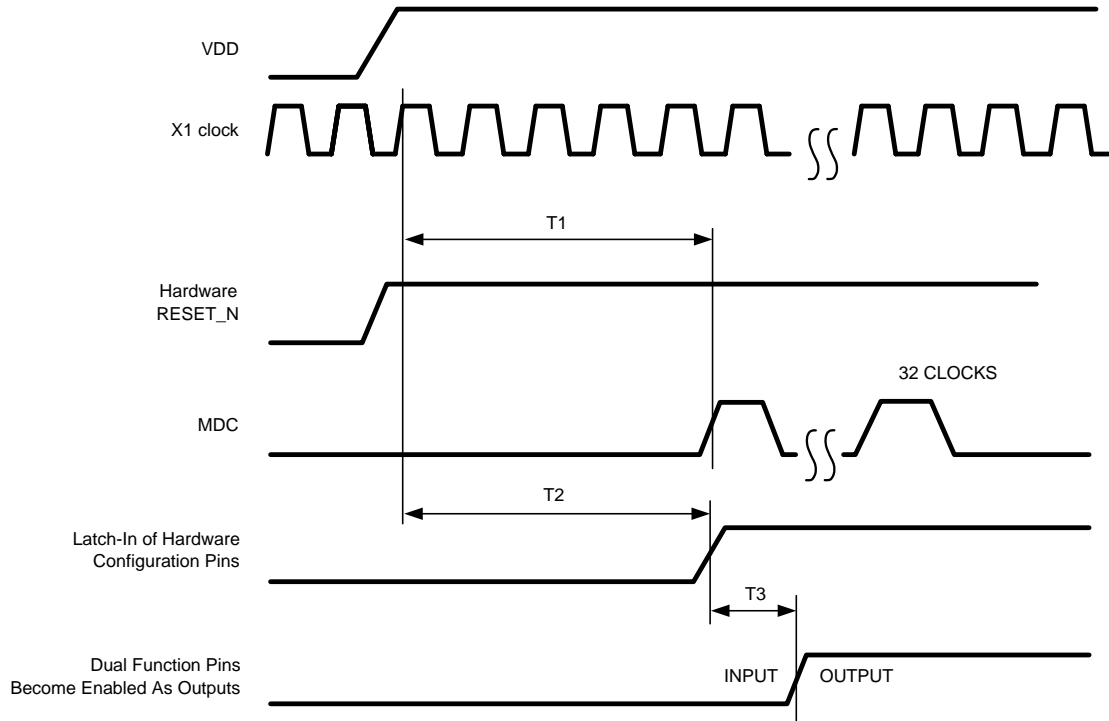 VDD
X1 clock
T1
Hardware
RESET_N
32 CLOCKS
MDC
T2
Latch-In of Hardware
Configuration Pins
T3
Dual Function Pins
Become Enabled As Outputs
INPUT
OUTPUT